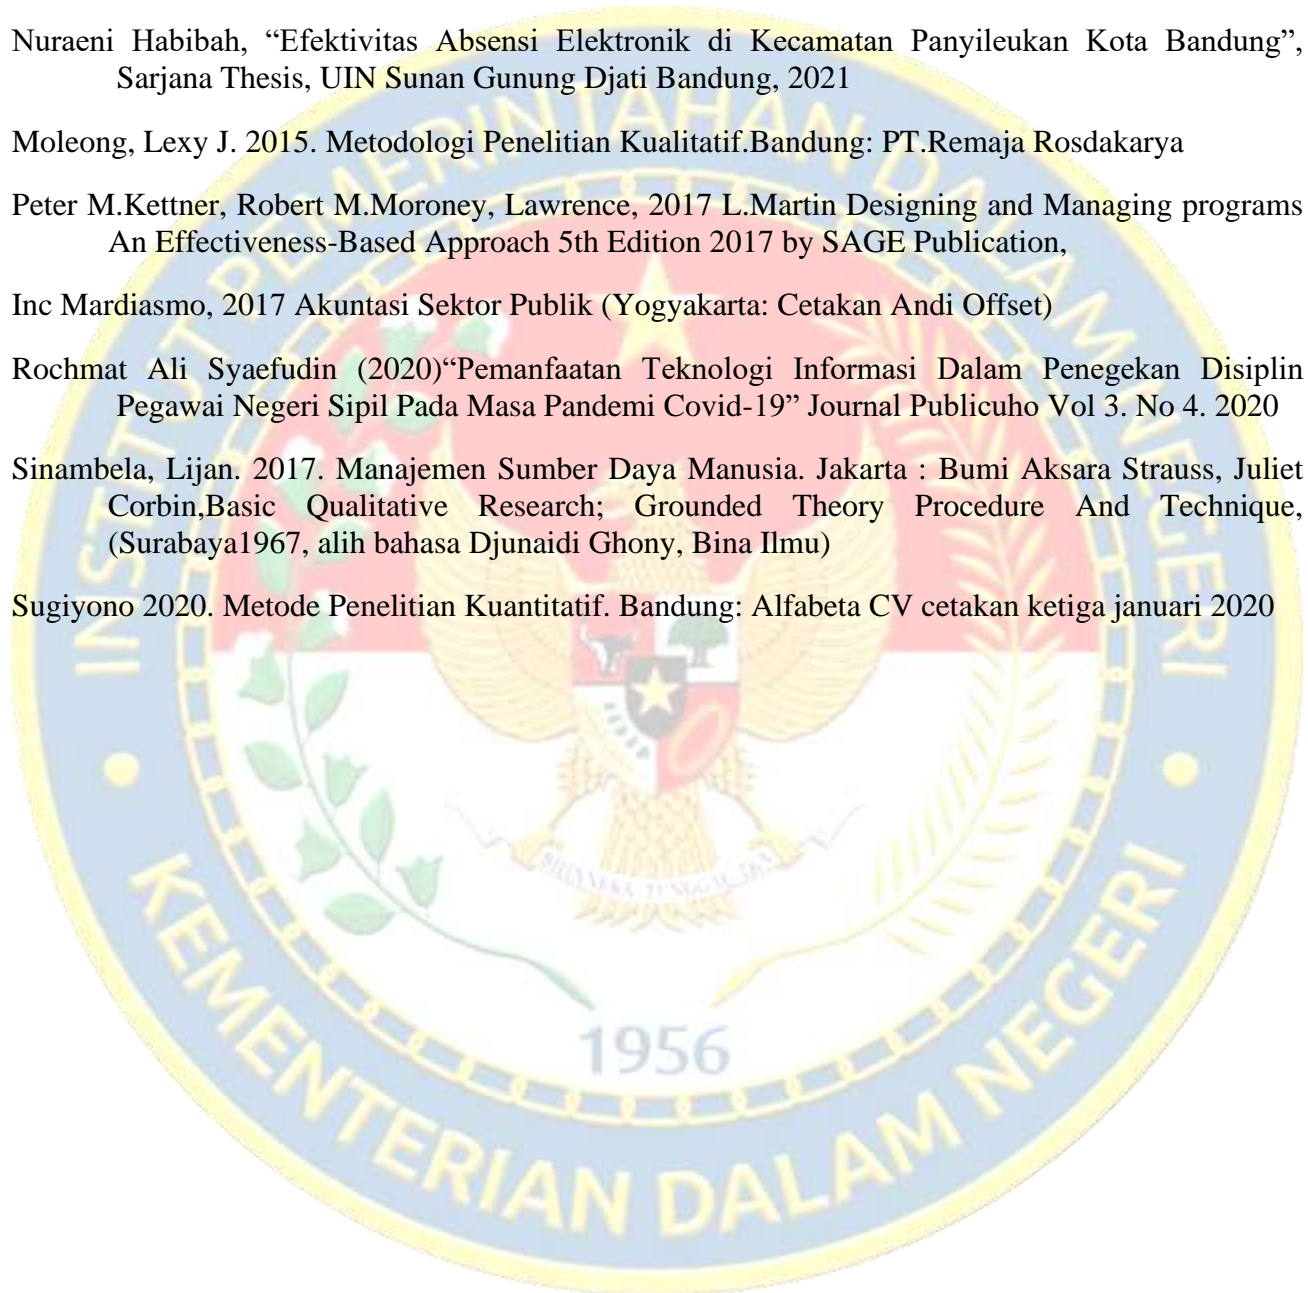 Nuraeni Habibah, “Efektivitas Absensi Elektronik di Kecamatan Panyileukan Kota Bandung”,
Sarjana Thesis, UIN Sunan Gunung Djati Bandung, 2021
Moleong, Lexy J. 2015. Metodologi Penelitian Kualitatif.Bandung: PT.Remaja Rosdakarya
Peter M.Kettner, Robert M.Moroney, Lawrence, 2017 L.Martin Designing and Managing programs
An Effectiveness-Based Approach 5th Edition 2017 by SAGE Publication,
Inc Mardiasmo, 2017 Akuntasi Sektor Publik (Yogyakarta: Cetakan Andi Offset)
Rochmat Ali Syaefudin (2020)“Pemanfaatan Teknologi Informasi Dalam Penegekan Disiplin
Pegawai Negeri Sipil Pada Masa Pandemi Covid-19” Journal Publicuho Vol 3. No 4. 2020
Sinambela, Lijan. 2017. Manajemen Sumber Daya Manusia. Jakarta : Bumi Aksara Strauss, Juliet
Corbin,Basic Qualitative Research; Grounded Theory Procedure And Technique,
(Surabaya1967, alih bahasa Djunaidi Ghony, Bina Ilmu)
Sugiyono 2020. Metode Penelitian Kuantitatif. Bandung: Alfabeta CV cetakan ketiga januari 2020
INSTITUT PEMERINTAHAN DALAM NEGERI
BHINNEKA TUNGGAL IKA
1956
KEMENTERIAN DALAM NEGERI